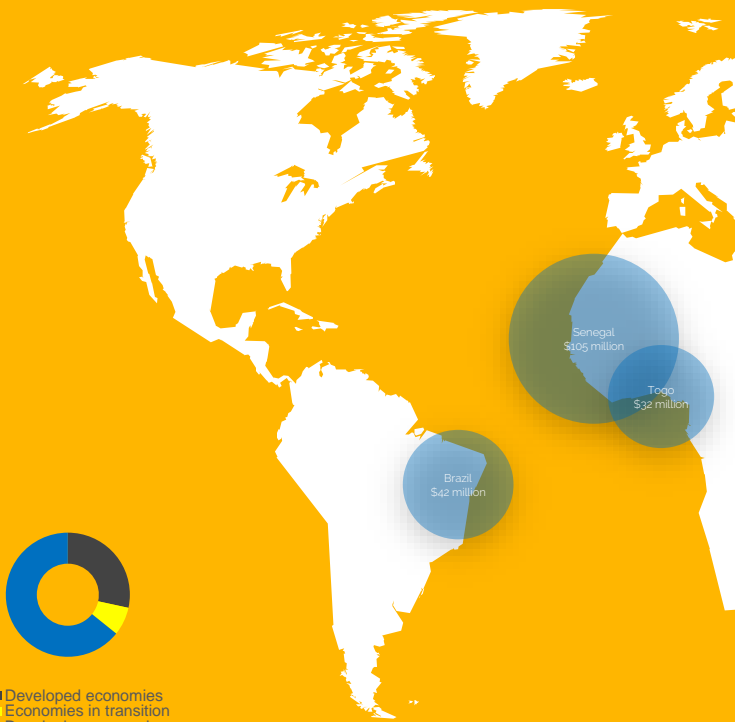 Senegal
$105 million
Togo
$32 million
Brazil
$42 million
Developed economies
Economies in transition